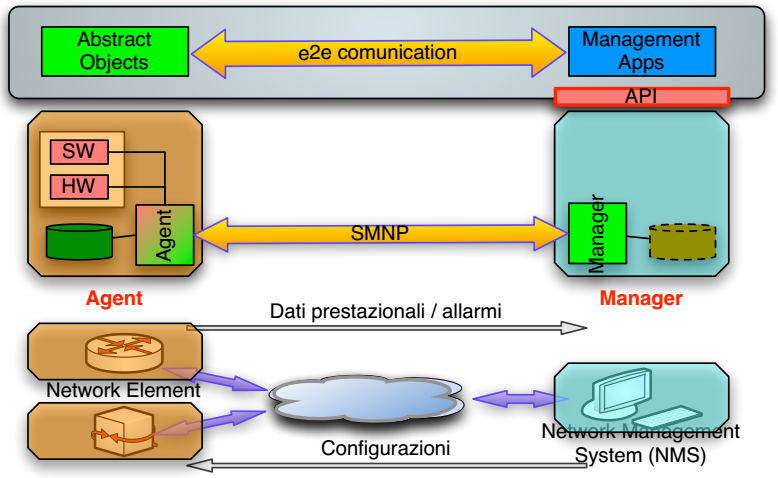 Abstract
Objects
e2e comunication
Management
Apps
API
SW
HW
Agent
SMNP
Manager
Agent
Manager
Dati prestazionali / allarmi
Network Element
Configurazioni
Network Management
System (NMS)